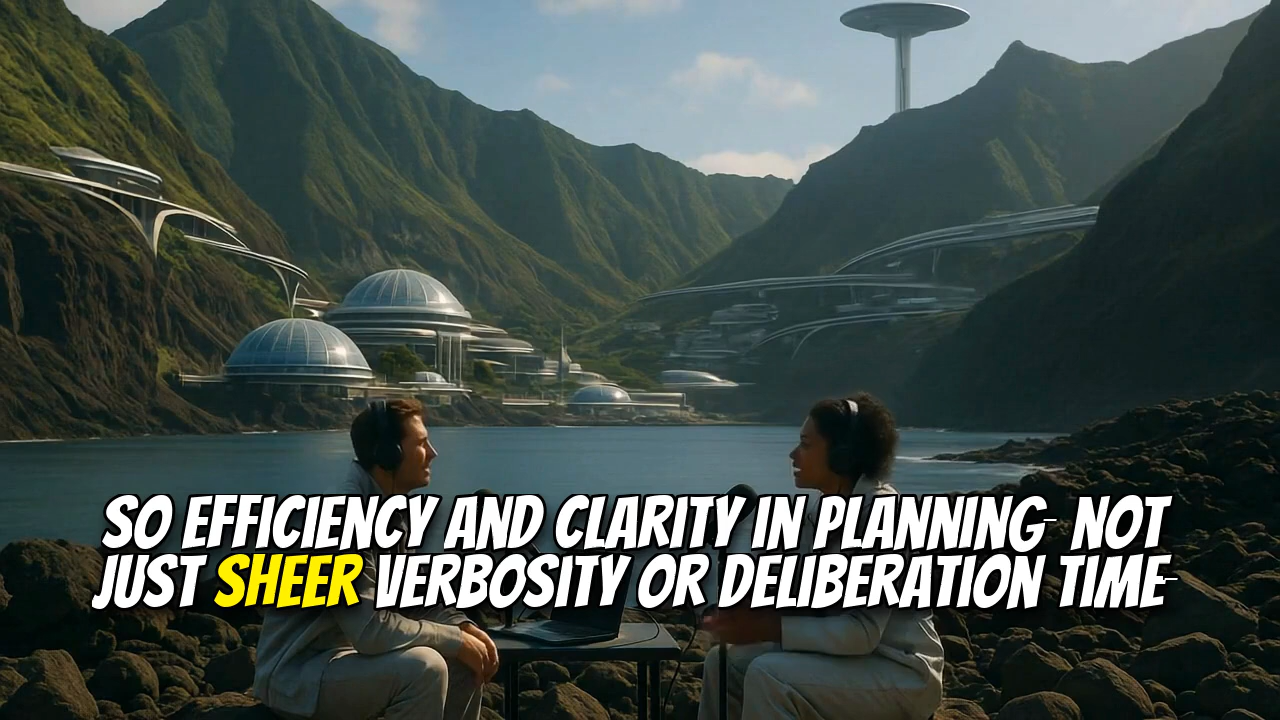 SO EFFICIENCY AND CLARITY IN PLANNING- NOT
JUST SHEER VERBOSITY OR DELIBERATION TIME-